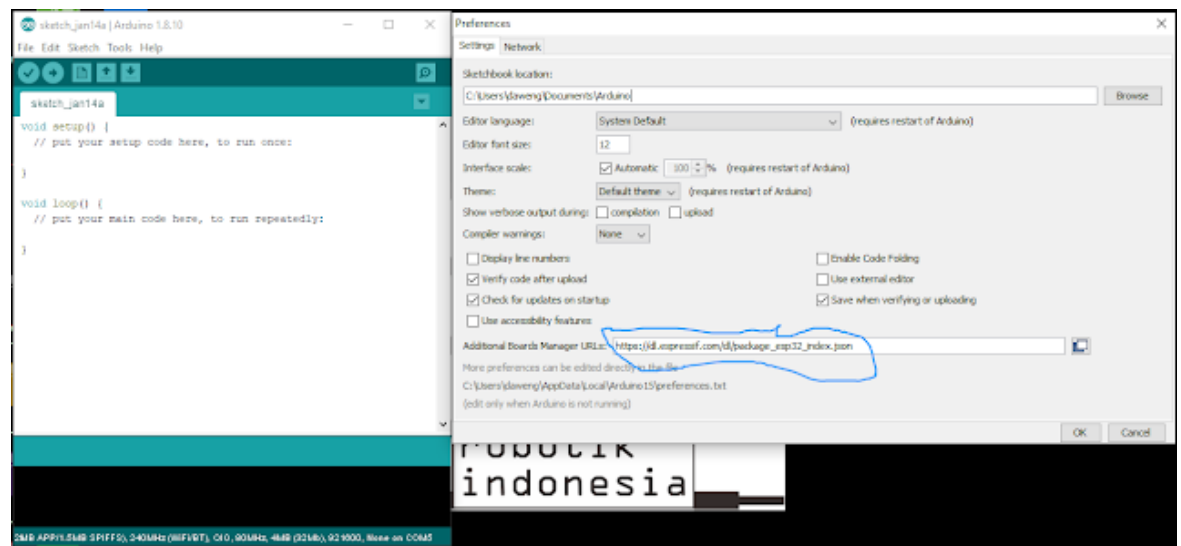 sketch_jan14a | Arduino 1.8.10
File Edit Sketch Tools Help
sketch_jan14a
void setup() {
// put your setup code here, to run once:
}
void loop() {
// put your main code here, to run repeatedly:
}
2MB APP/1.5MB SPIFFS), 240MHz (WiFi/BT), QIO, 80MHz, 4MB (32Mb), 921600, None on COM5
Preferences
Settings Network
Sketchbook location:
C:\Users\daweng\Documents\Arduino
Browse
Editor language: System Default (requires restart of Arduino)
Editor font size: 12
Interface scale: Automatic 100 % (requires restart of Arduino)
Theme: Default theme (requires restart of Arduino)
Show verbose output during: compilation upload
Compiler warnings: None
Display line numbers Enable Code Folding
Verify code after upload Use external editor
Check for updates on startup Save when verifying or uploading
Use accessibility features
Additional Boards Manager URLs: https://dl.espressif.com/dl/package_esp32_index.json
More preferences can be edited directly in the file
C:\Users\daweng\AppData\Local\Arduino15\preferences.txt
(edit only when Arduino is not running)
OK Cancel
robotik
indonesia